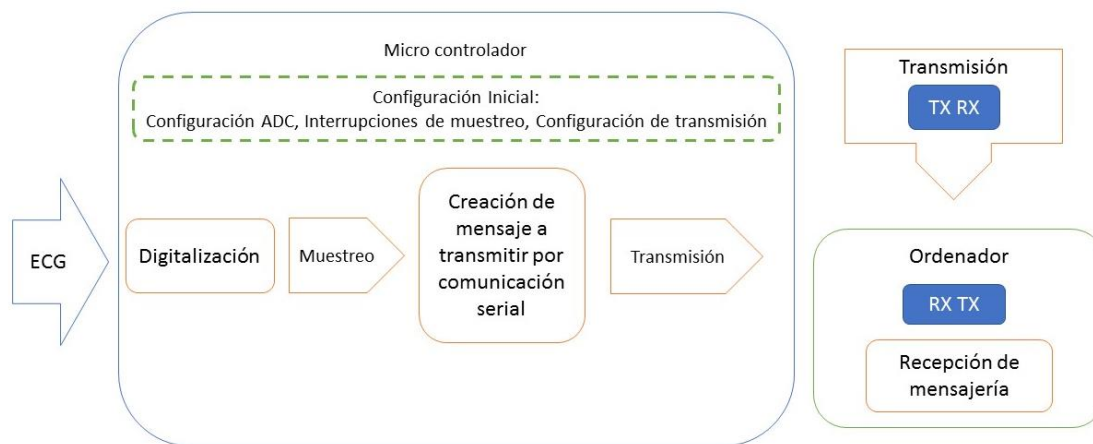 Micro controlador
Configuración Inicial:
Configuración ADC, Interrupciones de muestreo, Configuración de transmisión
ECG
Digitalización
Muestreo
Creación de
mensaje a
transmitir por
comunicación
serial
Transmisión
Transmisión
TX RX
Ordenador
RX TX
Recepción de
mensajería